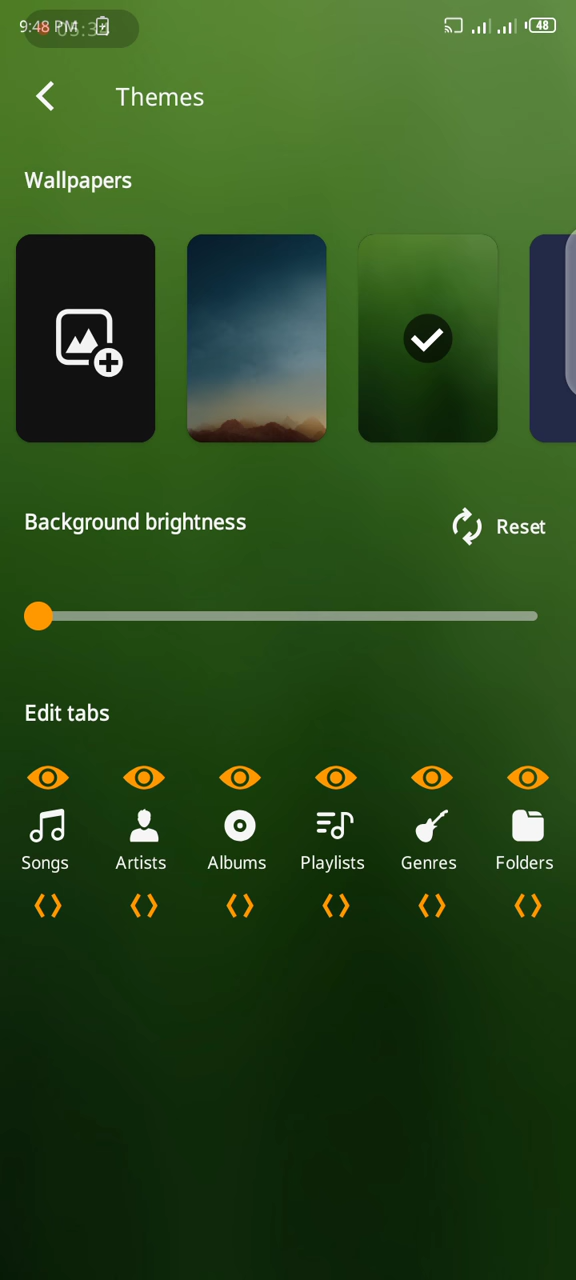 9:48 PM
48
Themes
Wallpapers
Background brightness
Reset
Edit tabs
Songs Artists Albums Playlists Genres Folders